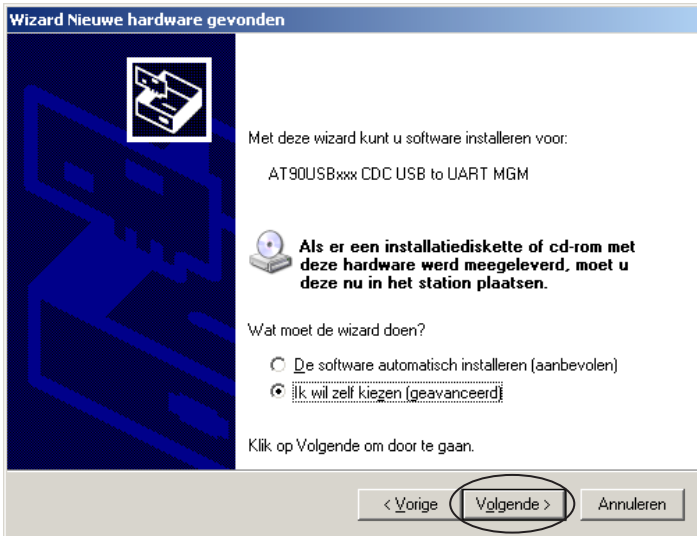 Wizard Nieuwe hardware gevonden
Met deze wizard kunt u software installeren voor:
AT90USBxxx CDC USB to UART MGM
Als er een installatiediskette of cd-rom met
deze hardware werd meegeleverd, moet u
deze nu in het station plaatsen.
Wat moet de wizard doen?
De software automatisch installeren (aanbevolen)
Ik wil zelf kiezen (geavanceerd)
Klik op Volgende om door te gaan.
< Vorige
Volgende >
Annuleren